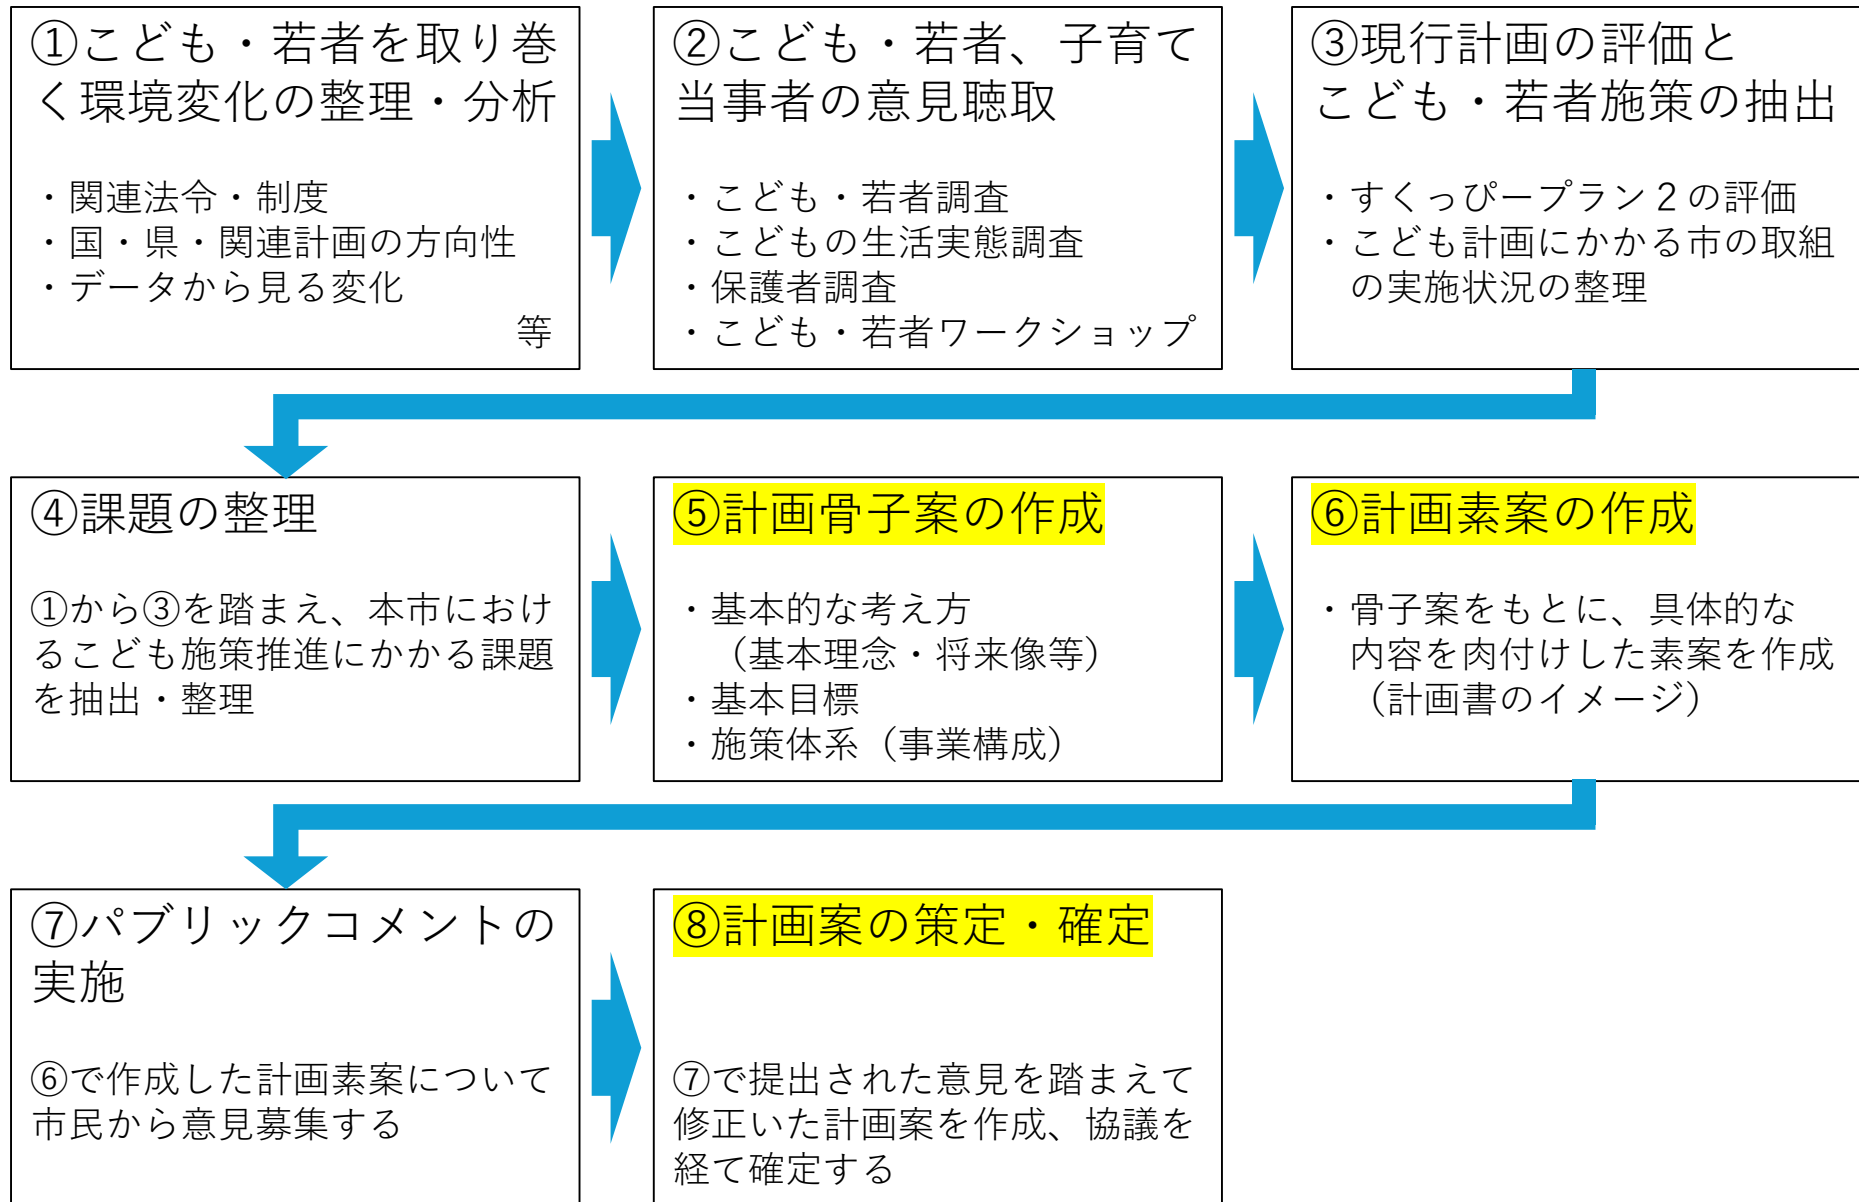 ①こども・若者を取り巻
く環境変化の整理・分析
・関連法令・制度
・国・県・関連計画の方向性
・データから見る変化
等
②こども・若者、子育て
当事者の意見聴取
・こども・若者調査
・こどもの生活実態調査
・保護者調査
・こども・若者ワークショップ
③現行計画の評価と
こども・若者施策の抽出
・すくっぴープラン２の評価
・こども計画にかかる市の取組
の実施状況の整理
④課題の整理
①から③を踏まえ、本市におけ
るこども施策推進にかかる課題
を抽出・整理
⑤計画骨子案の作成
・基本的な考え方
（基本理念・将来像等）
・基本目標
・施策体系（事業構成）
⑥計画素案の作成
・骨子案をもとに、具体的な
内容を肉付けした素案を作成
（計画書のイメージ）
⑦パブリックコメントの
実施
⑥で作成した計画素案について
市民から意見募集する
⑧計画案の策定・確定
⑦で提出された意見を踏まえて
修正いた計画案を作成、協議を
経て確定する